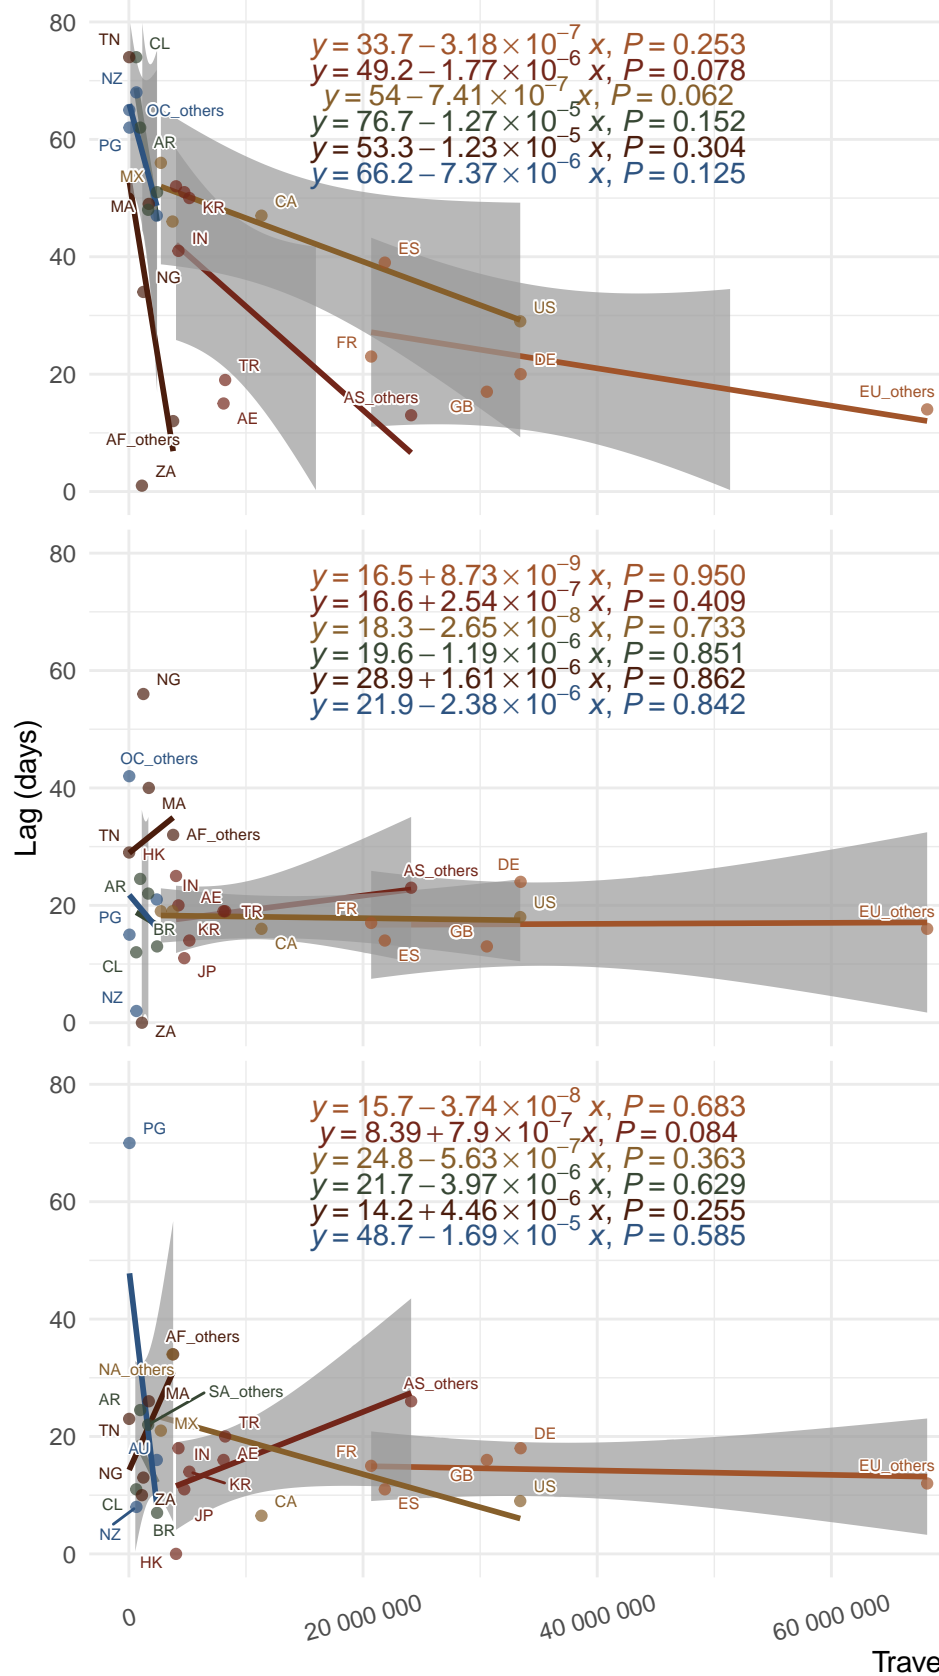 80
60
40
20
0
y = 33.7 − 3.18 × 10⁻⁷ x, P = 0.253
y = 49.2 − 1.77 × 10⁻⁶ x, P = 0.078
y = 54 − 7.41 × 10⁻⁷ x, P = 0.062
y = 76.7 − 1.27 × 10⁻⁵ x, P = 0.152
y = 53.3 − 1.23 × 10⁻⁵ x, P = 0.304
y = 66.2 − 7.37 × 10⁻⁶ x, P = 0.125
TN
CL
NZ
OC_others
PG
AR
MX
MA
KR
CA
IN
ES
NG
US
FR
DE
TR
AS_others
EU_others
AE
GB
AF_others
ZA
Lag (days)
80
60
40
20
0
y = 16.5 + 8.73 × 10⁻⁹ x, P = 0.950
y = 16.6 + 2.54 × 10⁻⁷ x, P = 0.409
y = 18.3 − 2.65 × 10⁻⁸ x, P = 0.733
y = 19.6 − 1.19 × 10⁻⁶ x, P = 0.851
y = 28.9 + 1.61 × 10⁻⁶ x, P = 0.862
y = 21.9 − 2.38 × 10⁻⁶ x, P = 0.842
NG
OC_others
MA
TN
AF_others
HK
DE
AS_others
AR
IN
AE
US
PG
TR
FR
EU_others
BR
KR
CA
GB
ES
CL
JP
NZ
ZA
80
60
40
20
0
y = 15.7 − 3.74 × 10⁻⁸ x, P = 0.683
y = 8.39 + 7.9 × 10⁻⁷ x, P = 0.084
y = 24.8 − 5.63 × 10⁻⁷ x, P = 0.363
y = 21.7 − 3.97 × 10⁻⁶ x, P = 0.629
y = 14.2 + 4.46 × 10⁻⁶ x, P = 0.255
y = 48.7 − 1.69 × 10⁻⁵ x, P = 0.585
PG
AF_others
NA_others
AS_others
SA_others
MA
AR
MX
TR
TN
DE
AU
IN
AE
FR
EU_others
NG
GB
KR
US
ZA
CA
CL
ES
JP
NZ
BR
HK
0
20 000 000
40 000 000
60 000 000
Trave